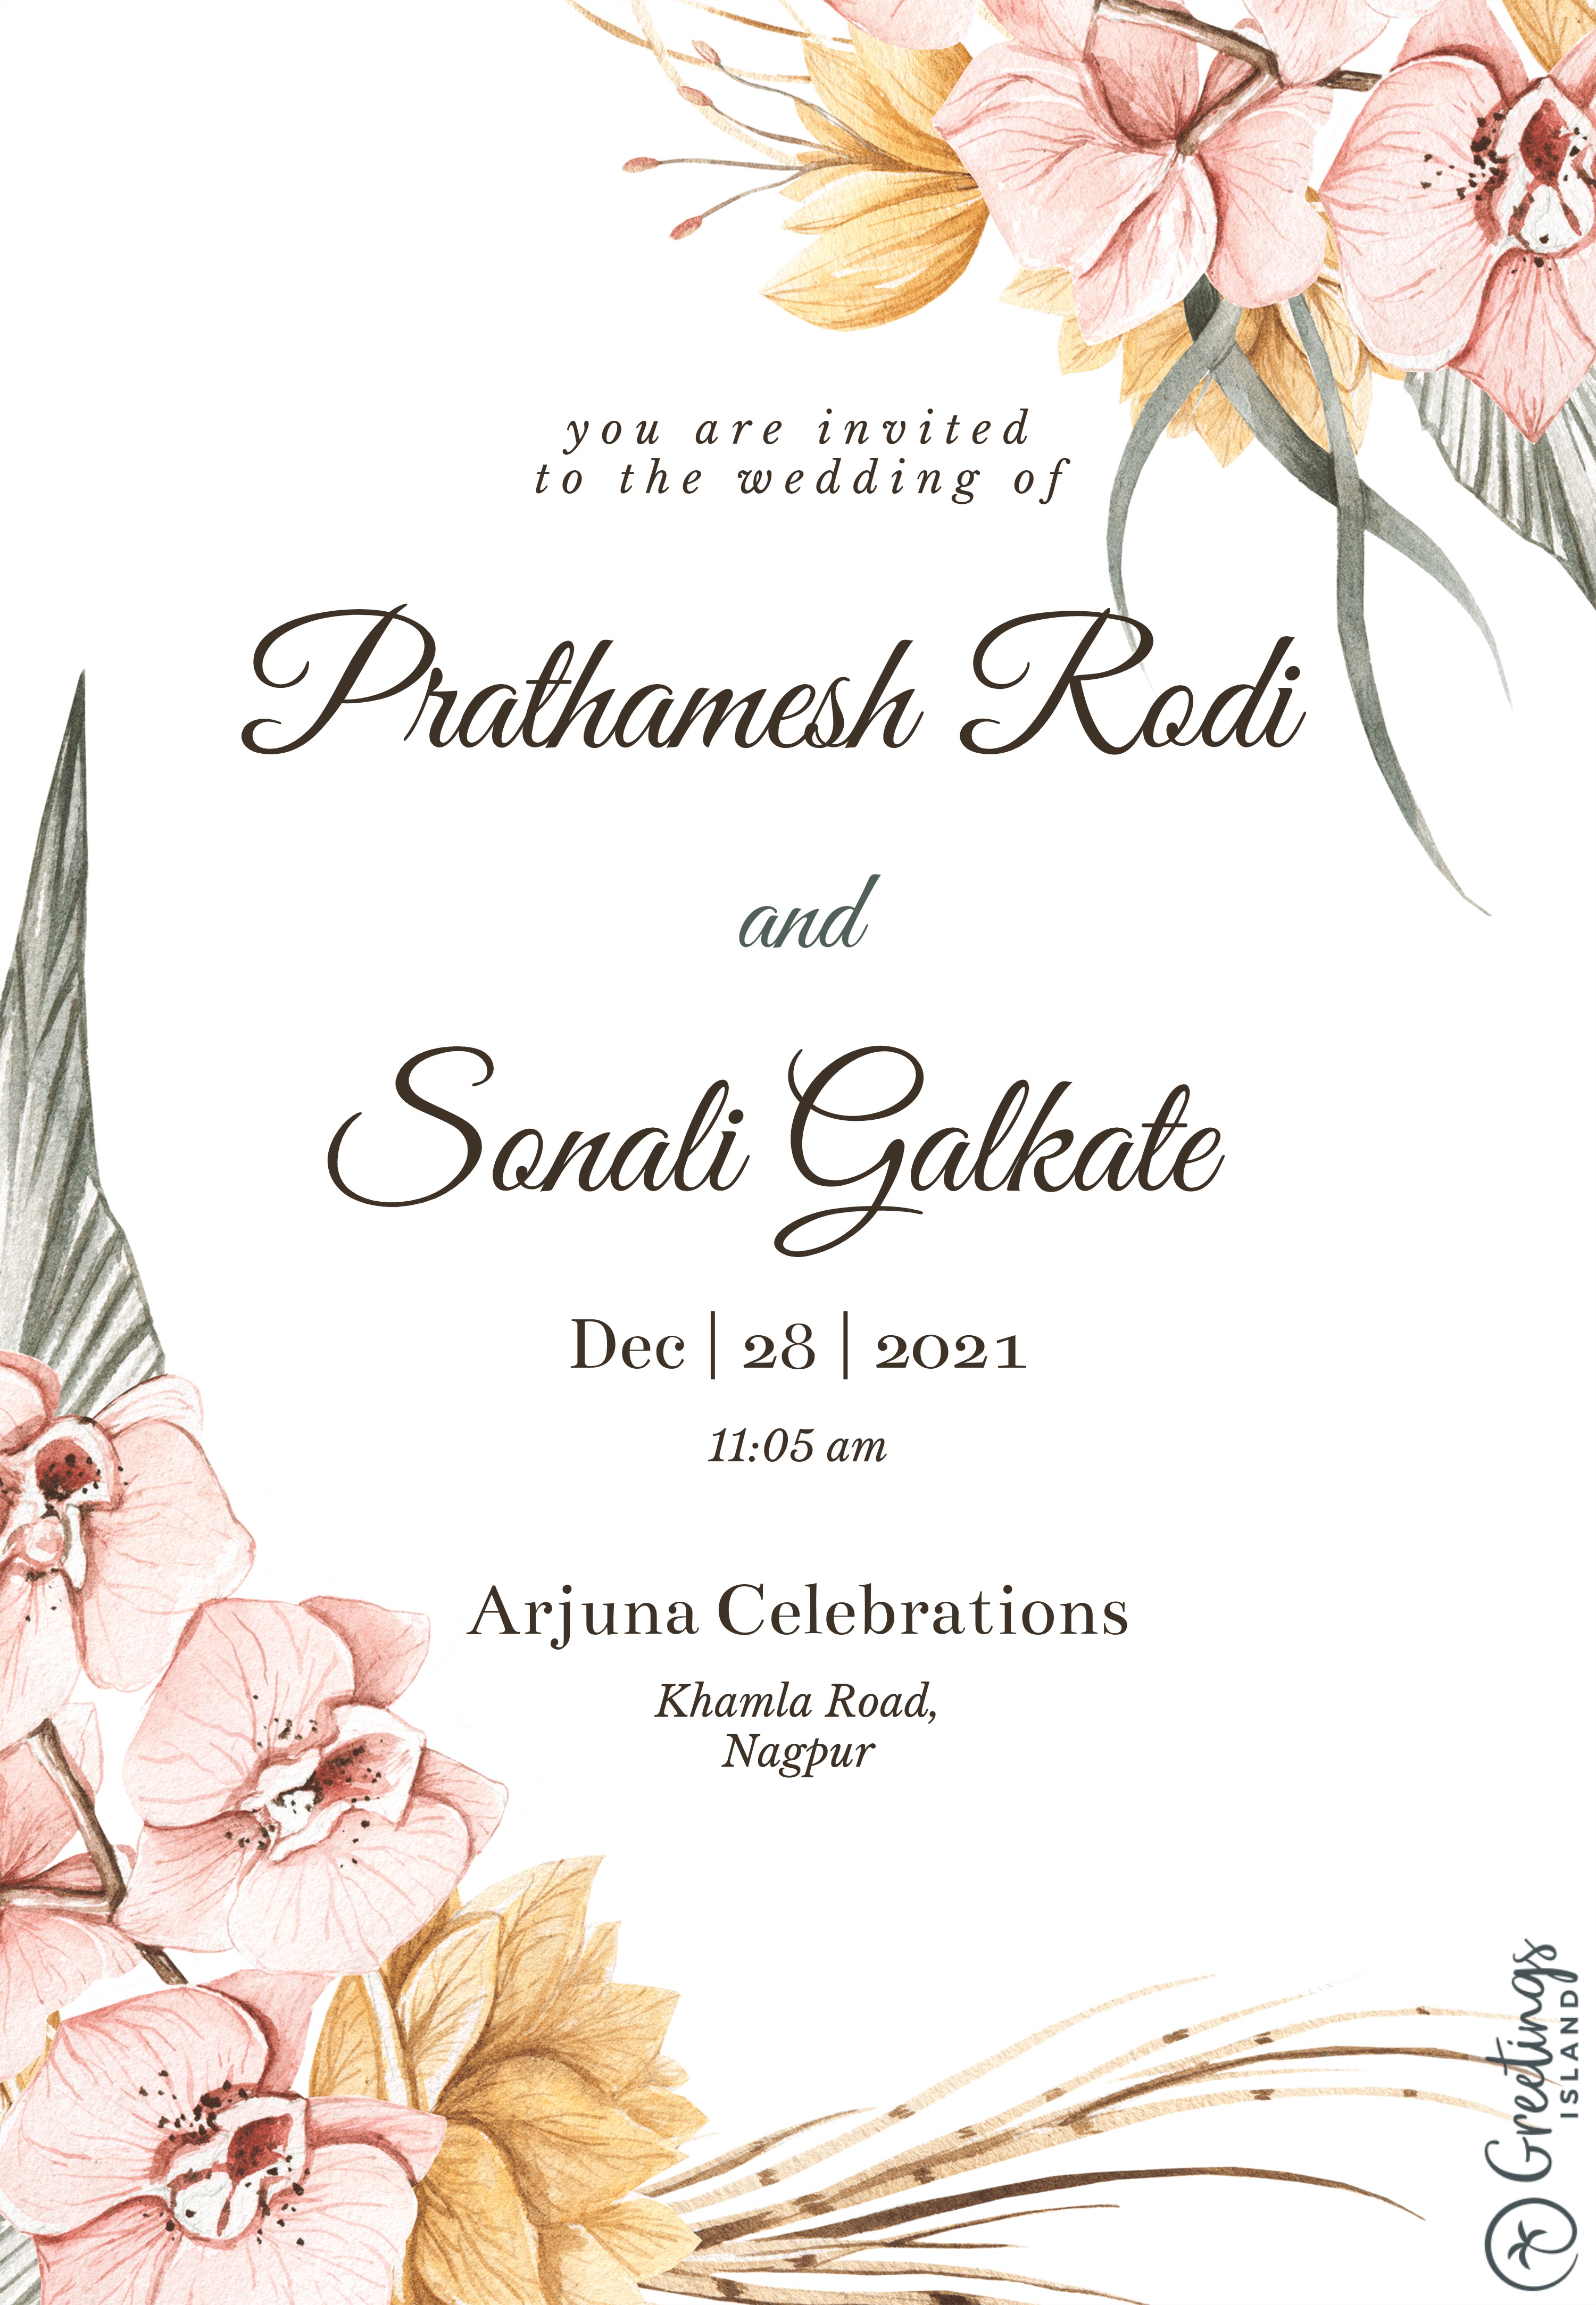 you are invited
to the wedding of
Prathamesh Rodi
and
Sonali Galkate
Dec | 28 | 2021
11:05 am
Arjuna Celebrations
Khamla Road,
Nagpur
Greetings
ISLAND